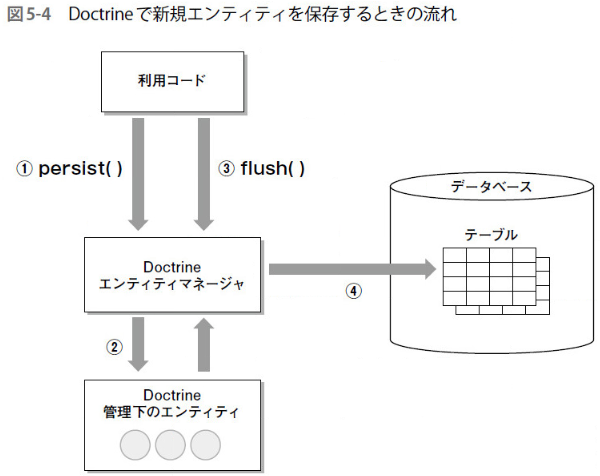 図5-4 Doctrineで新規エンティティを保存するときの流れ
利用コード
① persist( )
③ flush( )
データベース
テーブル
Doctrine
エンティティマネージャ
④
②
Doctrine
管理下のエンティティ